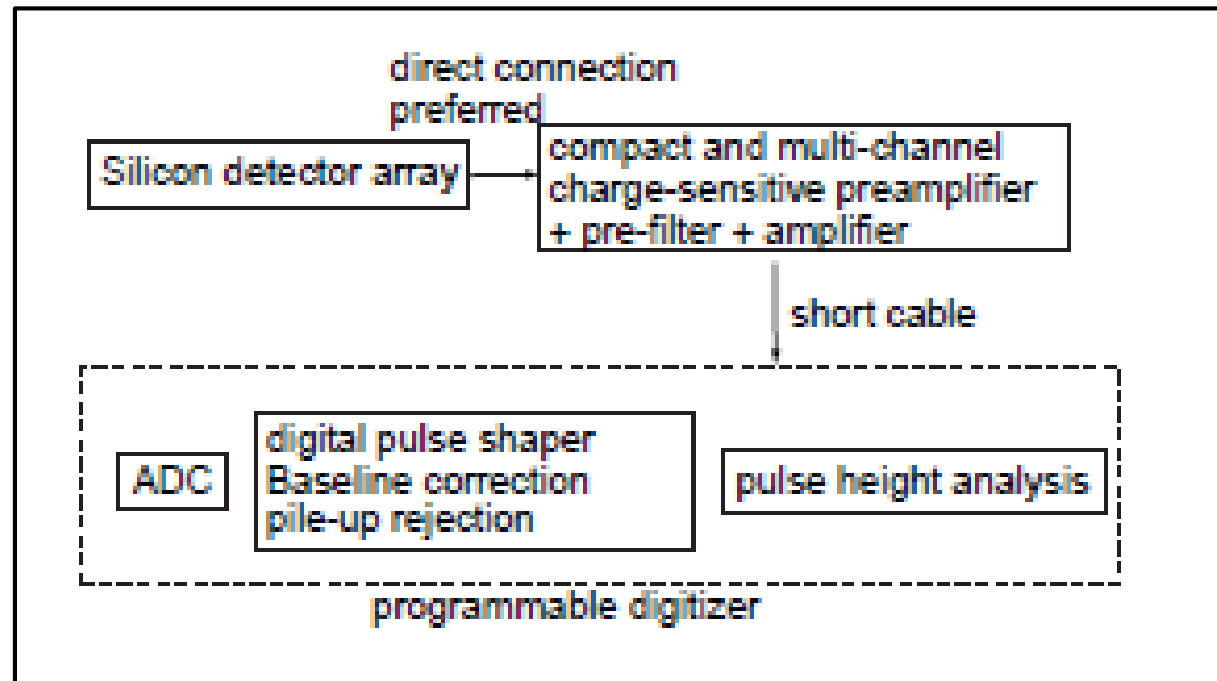 direct connection
preferred
Silicon detector array
compact and multi-channel
charge-sensitive preamplifier
+ pre-filter + amplifier
short cable
ADC
digital pulse shaper
Baseline correction
pile-up rejection
pulse height analysis
programmable digitizer